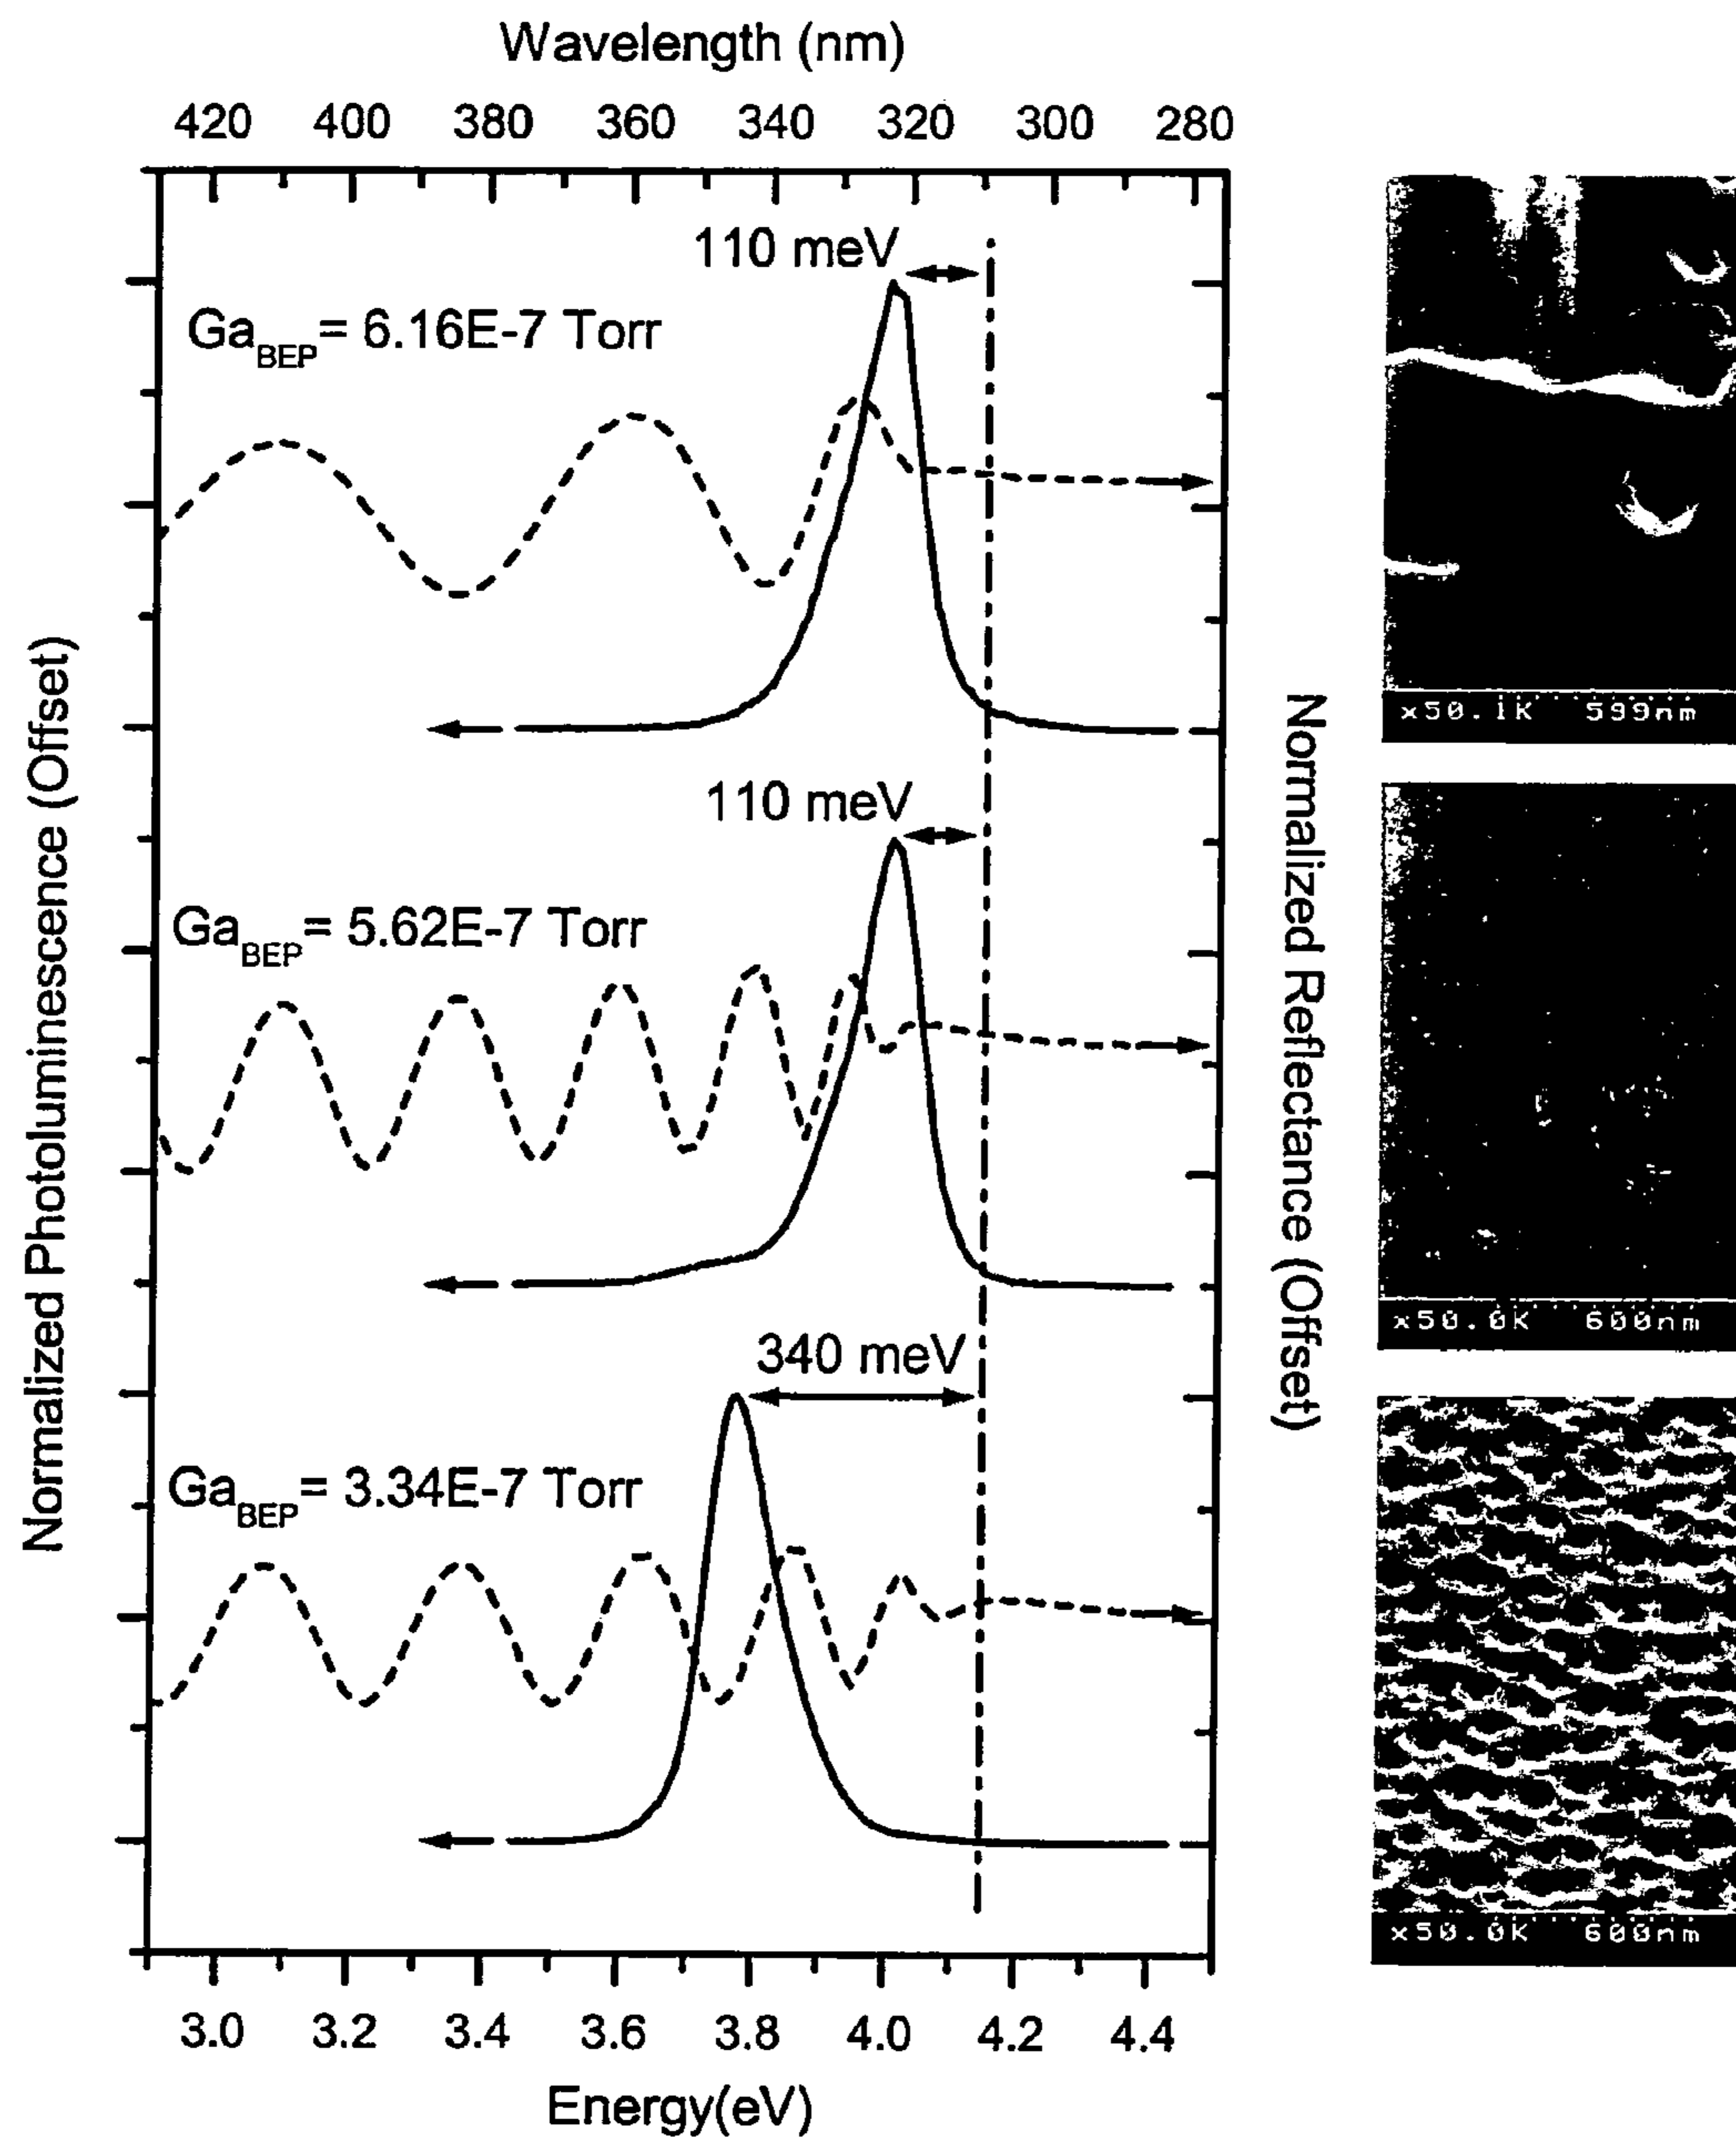 Wavelength (nm)
420 400 380 360 340 320 300 280
110 meV
Ga_BEP = 6.16E-7 Torr
x50.1K 599nm
110 meV
Ga_BEP = 5.62E-7 Torr
x50.0K 600nm
340 meV
Ga_BEP = 3.34E-7 Torr
x50.0K 600nm
3.0 3.2 3.4 3.6 3.8 4.0 4.2 4.4
Energy(eV)
Normalized Photoluminescence (Offset)
Normalized Reflectance (Offset)